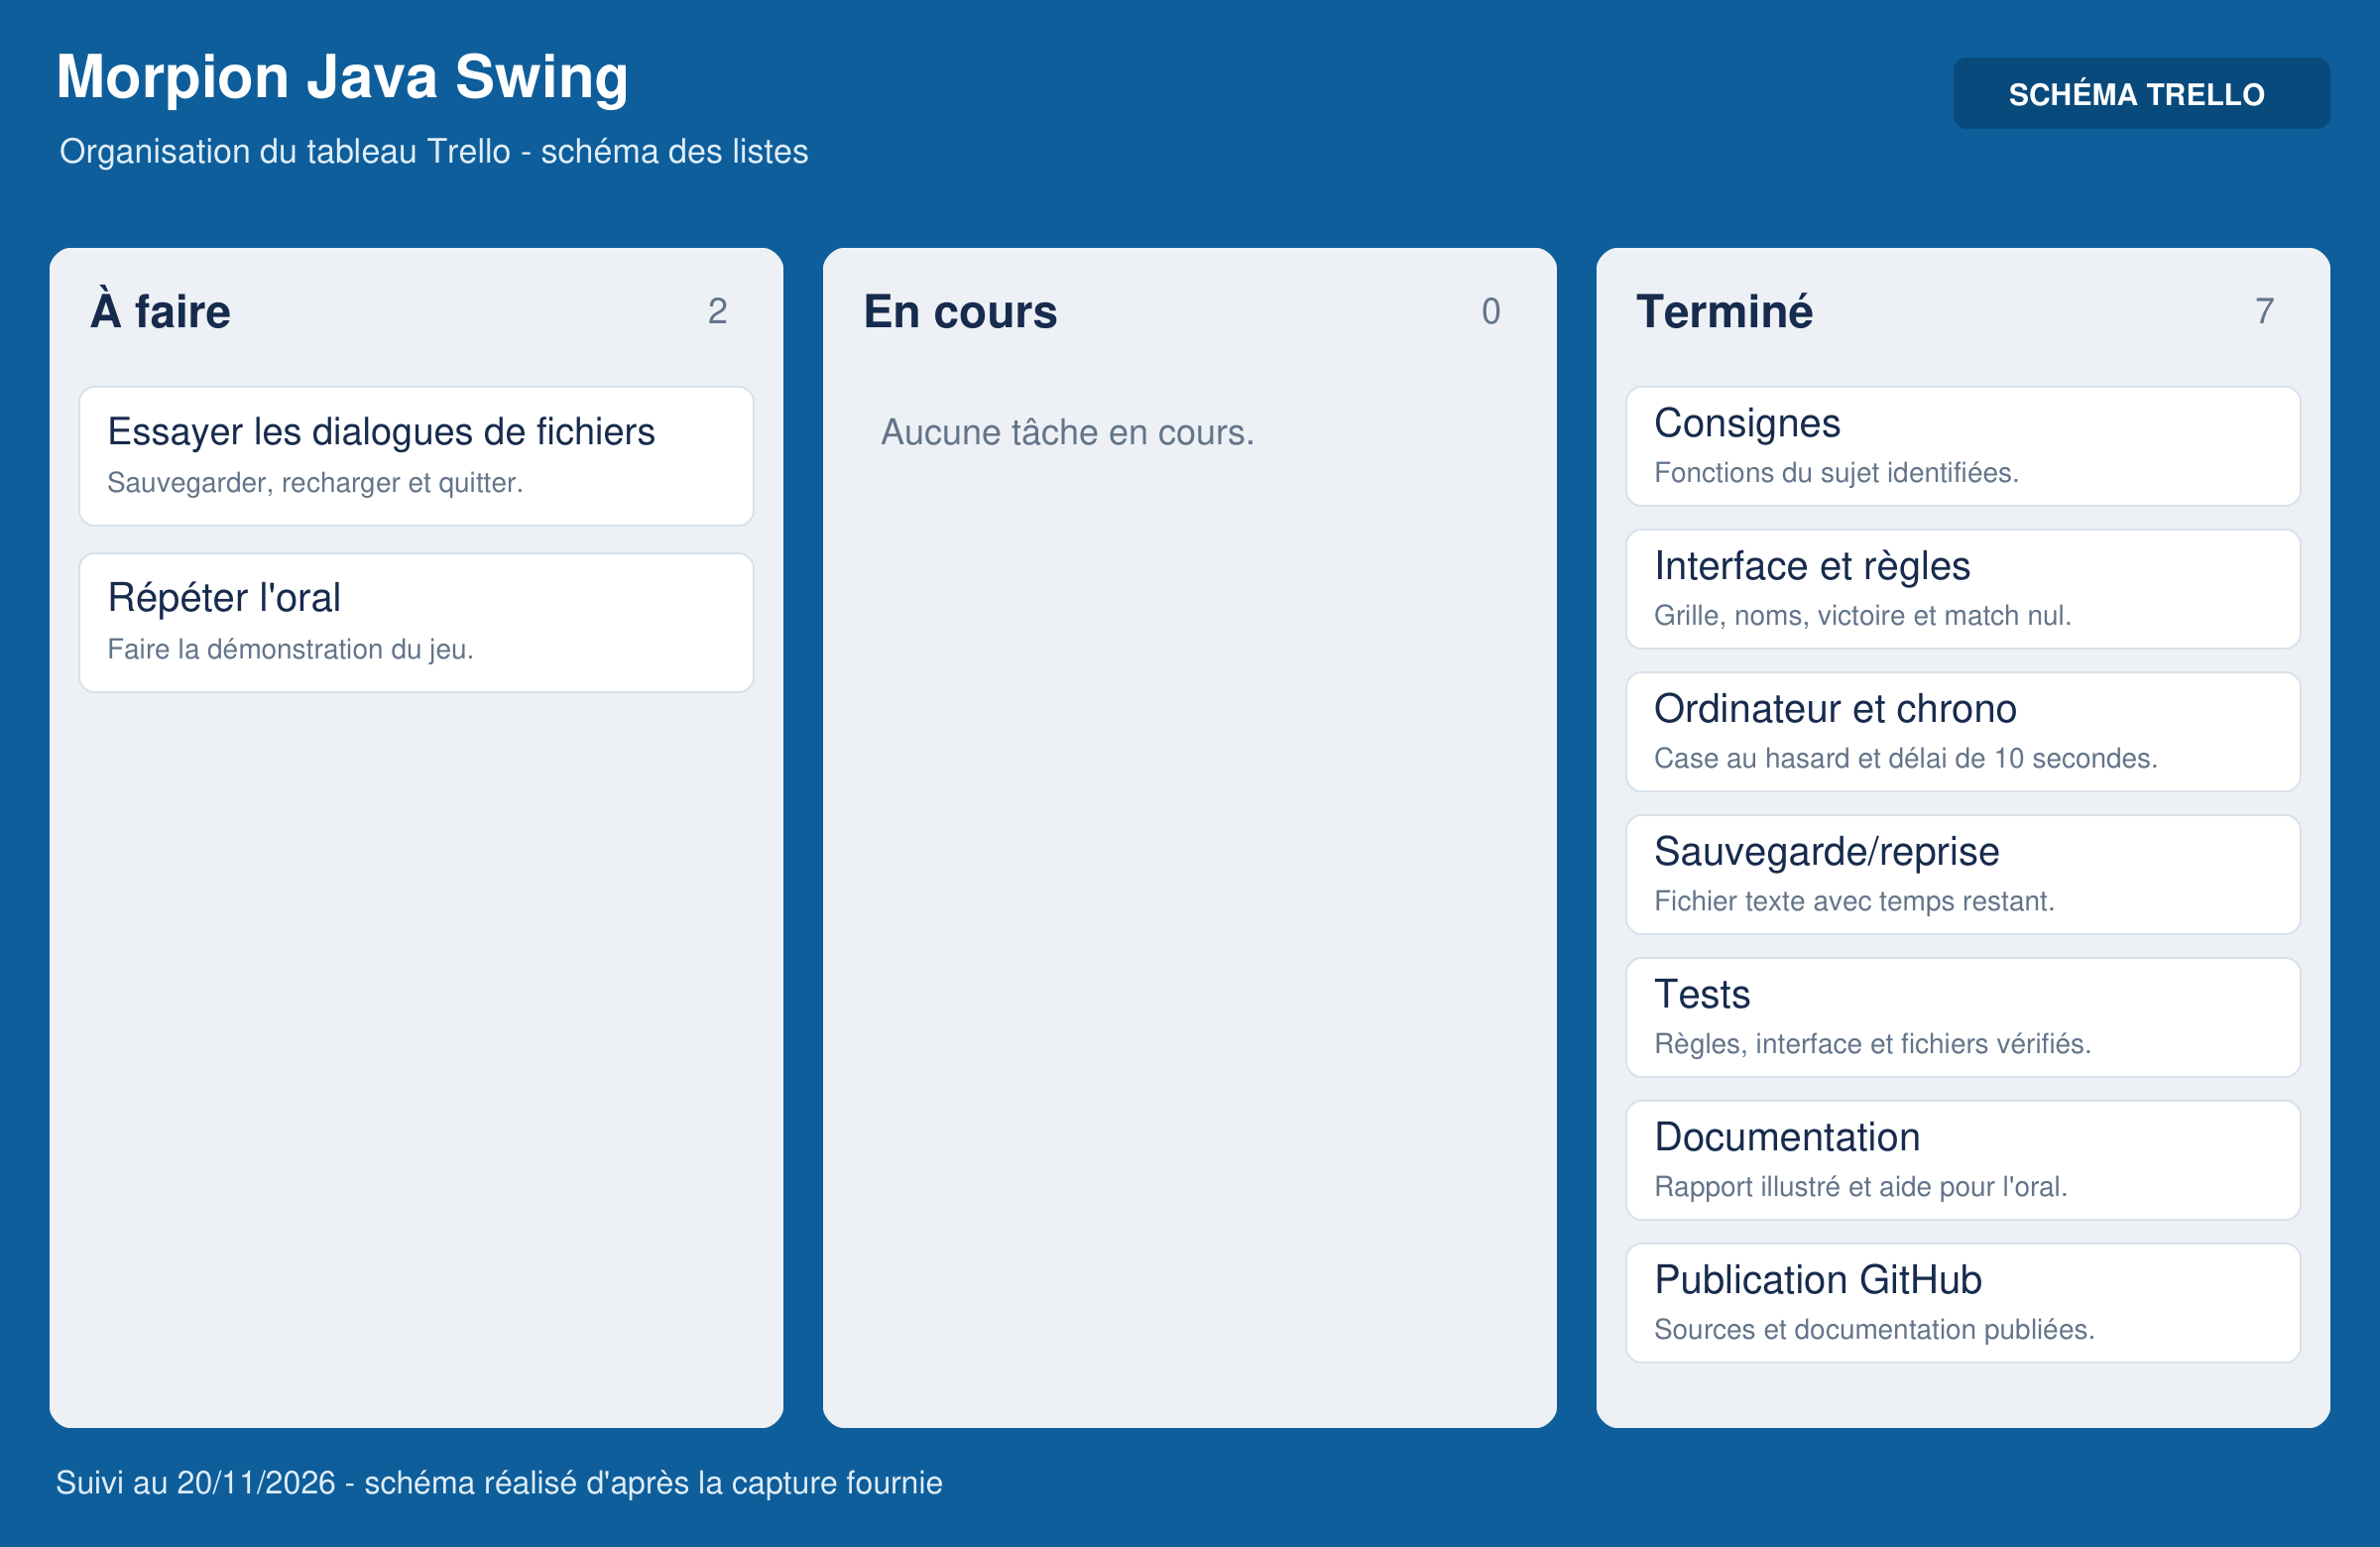 Morpion Java Swing
SCHÉMA TRELLO
Organisation du tableau Trello - schéma des listes
À faire 2
Essayer les dialogues de fichiers
Sauvegarder, recharger et quitter.
Répéter l'oral
Faire la démonstration du jeu.
En cours 0
Aucune tâche en cours.
Terminé 7
Consignes
Fonctions du sujet identifiées.
Interface et règles
Grille, noms, victoire et match nul.
Ordinateur et chrono
Case au hasard et délai de 10 secondes.
Sauvegarde/reprise
Fichier texte avec temps restant.
Tests
Règles, interface et fichiers vérifiés.
Documentation
Rapport illustré et aide pour l'oral.
Publication GitHub
Sources et documentation publiées.
Suivi au 20/11/2026 - schéma réalisé d'après la capture fournie